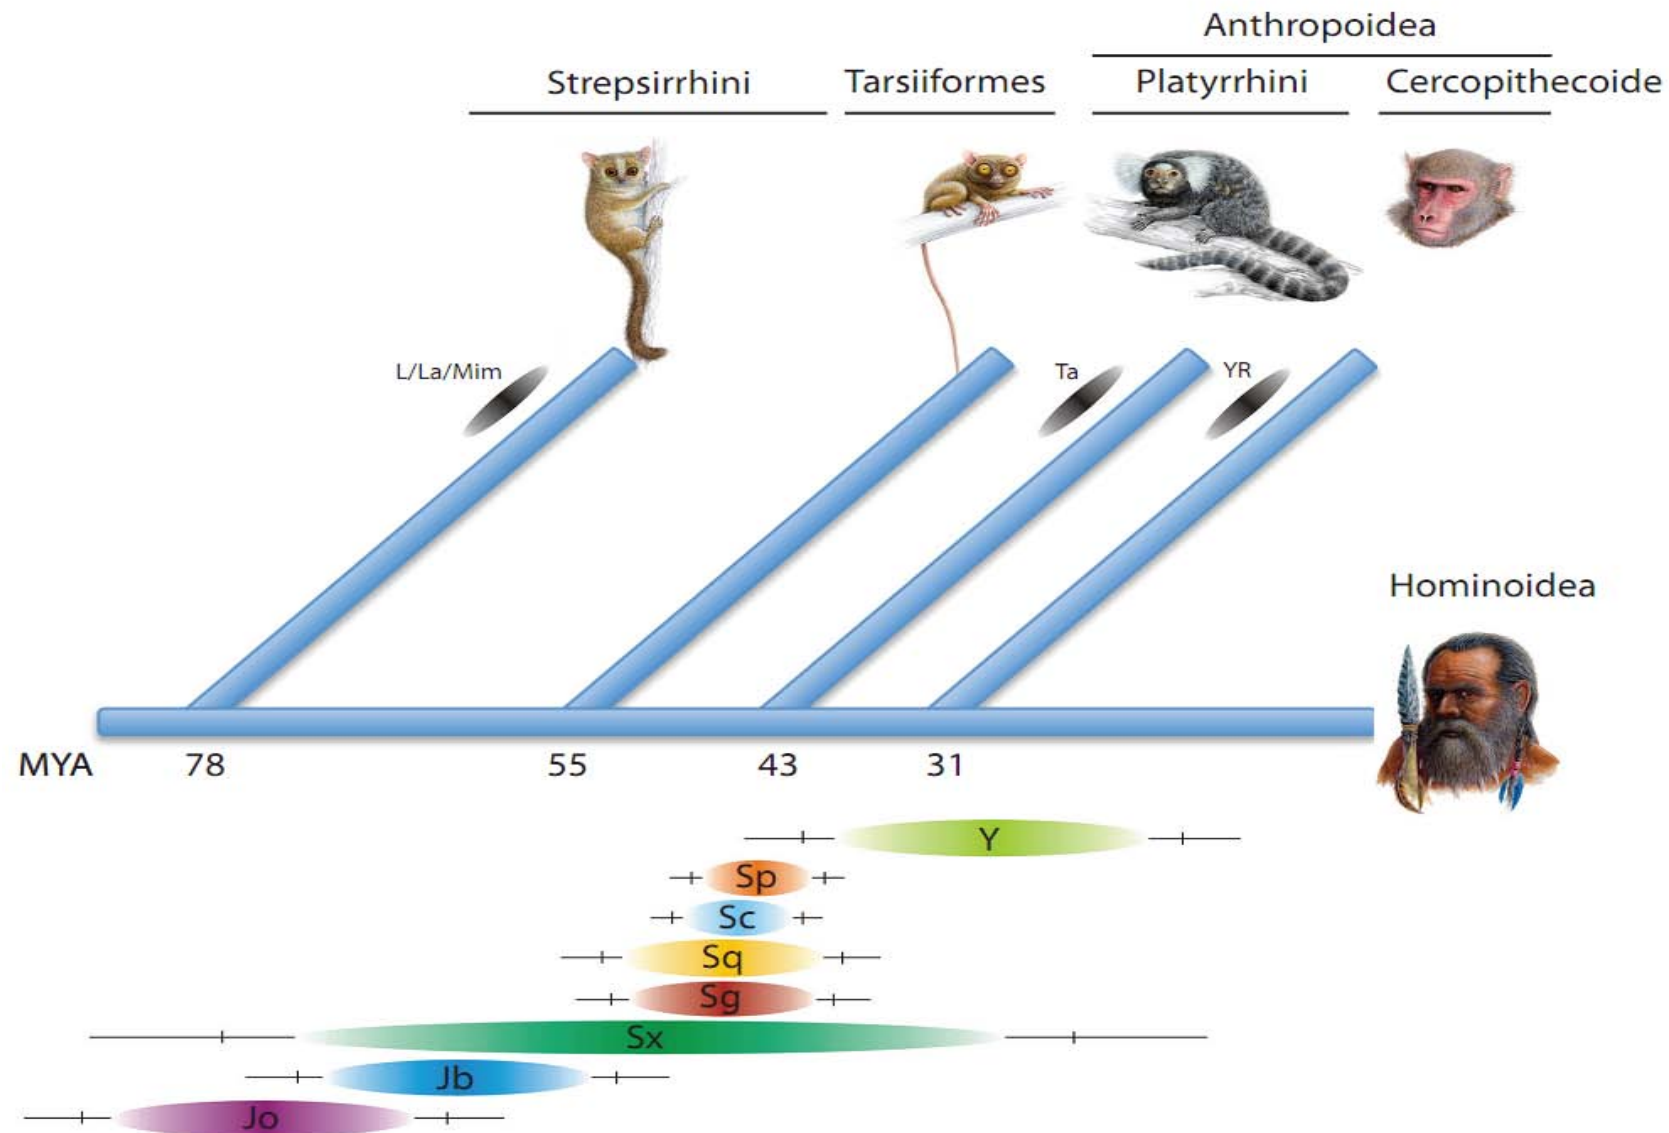 Anthropoidea
Strepsirrhini Tarsiiformes Platyrrhini Cercopithecoide
L/La/Mim Ta YR
Hominoidea
MYA 78 55 43 31
Y
Sp
Sc
Sq
Sg
Sx
Jb
Jo